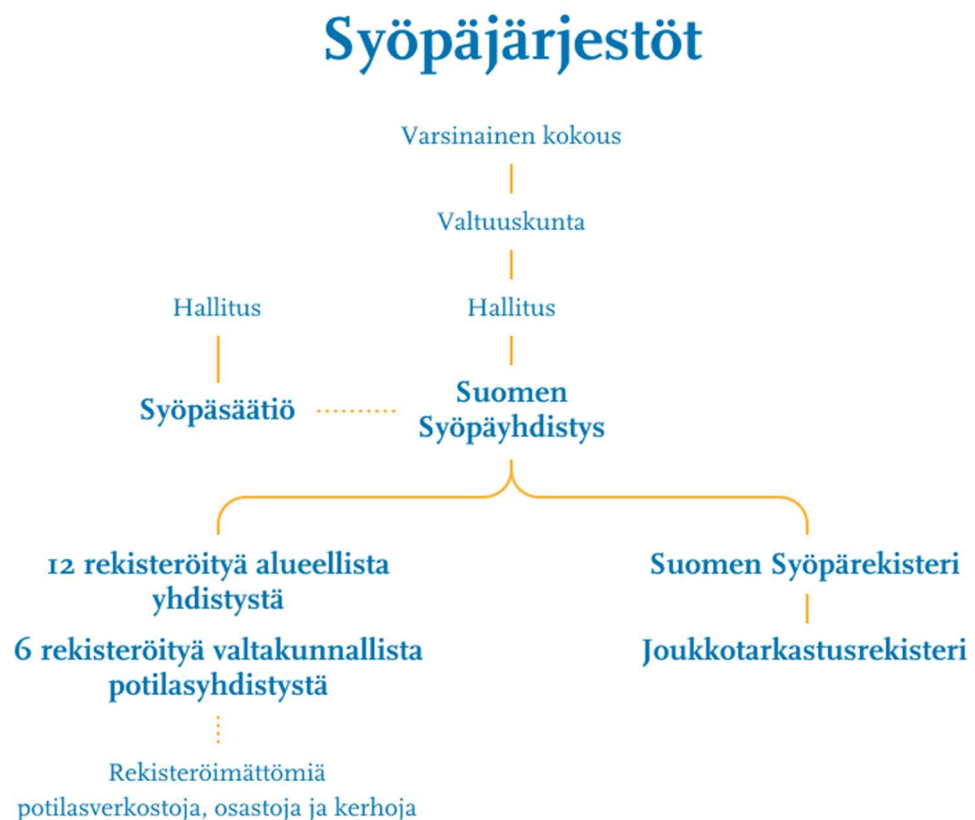 Syöpäjärjestöt
Varsinainen kokous
Valtuuskunta
Hallitus
Hallitus
Syöpäsäätiö
Suomen
Syöpäyhdistys
12 rekisteröityä alueellista
yhdistystä
6 rekisteröityä valtakunnallista
potilasyhdistystä
Rekisteröimättömiä
potilasverkostoja, osastoja ja kerhoja
Suomen Syöpärekisteri
Joukkotarkastusrekisteri